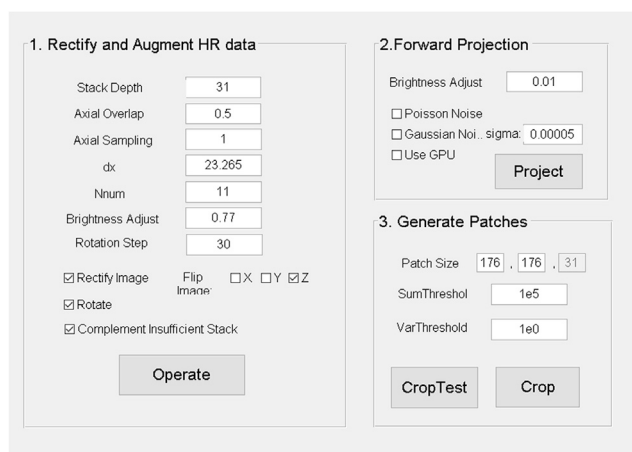 1. Rectify and Augment HR data
Stack Depth 31
Axial Overlap 0.5
Axial Sampling 1
dx 23.265
Nnum 11
Brightness Adjust 0.77
Rotation Step 30
Rectify Image Flip Image: X Y Z
Rotate
Complement Insufficient Stack
Operate
2.Forward Projection
Brightness Adjust 0.01
Poisson Noise
Gaussian Noi.. sigma: 0.00005
Use GPU
Project
3. Generate Patches
Patch Size 176 , 176 , 31
SumThreshol 1e5
VarThreshold 1e0
CropTest Crop